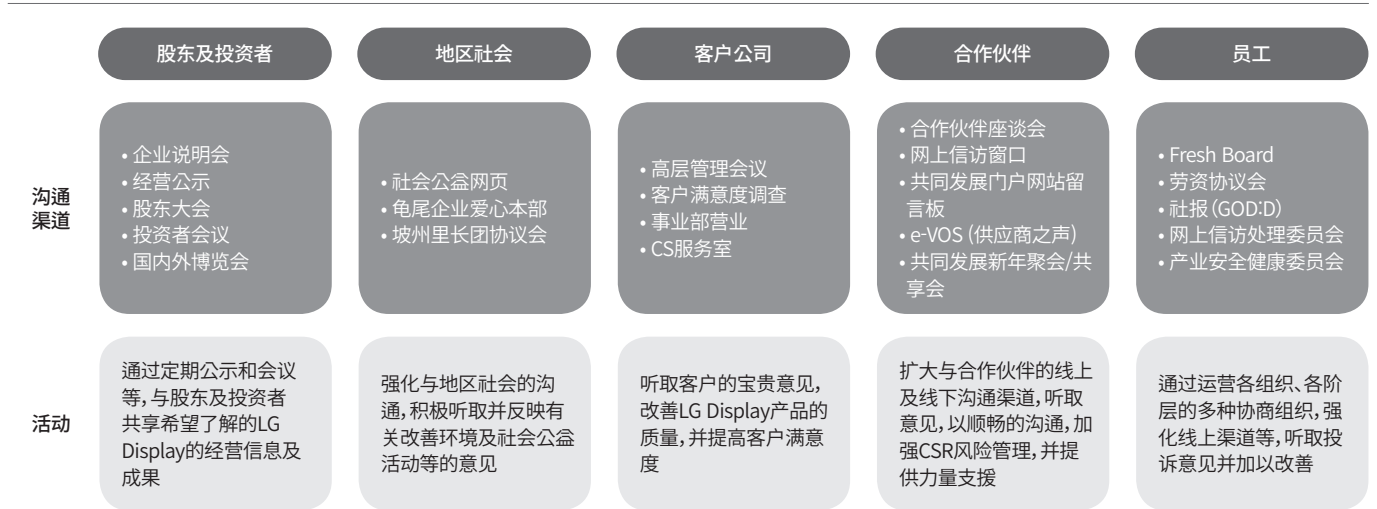 股东及投资者
地区社会
客户公司
合作伙伴
员工
沟通
渠道
• 企业说明会
• 经营公示
• 股东大会
• 投资者会议
• 国内外博览会
• 社会公益网页
• 龟尾企业爱心本部
• 坡州里长团协议会
• 高层管理会议
• 客户满意度调查
• 事业部营业
• CS服务室
• 合作伙伴座谈会
• 网上信访窗口
• 共同发展门户网站留
言板
• e-VOS (供应商之声)
• 共同发展新年聚会/共
享会
• Fresh Board
• 劳资协议会
• 社报 (GOD:D)
• 网上信访处理委员会
• 产业安全健康委员会
活动
通过定期公示和会议
等,与股东及投资者
共享希望了解的LG
Display的经营信息及
成果
强化与地区社会的沟
通,积极听取并反映有
关改善环境及社会公益
活动等的意见
听取客户的宝贵意见,
改善LG Display产品的
质量,并提高客户满意
度
扩大与合作伙伴的线上
及线下沟通渠道,听取
意见,以顺畅的沟通,加
强CSR风险管理,并提
供力量支援
通过运营各组织、各阶
层的多种协商组织,强
化线上渠道等,听取投
诉意见并加以改善